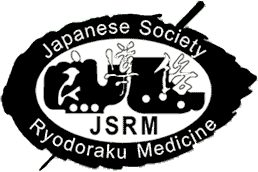 Japanese Society
良導絡
JSRM
Ryodoraku Medicine